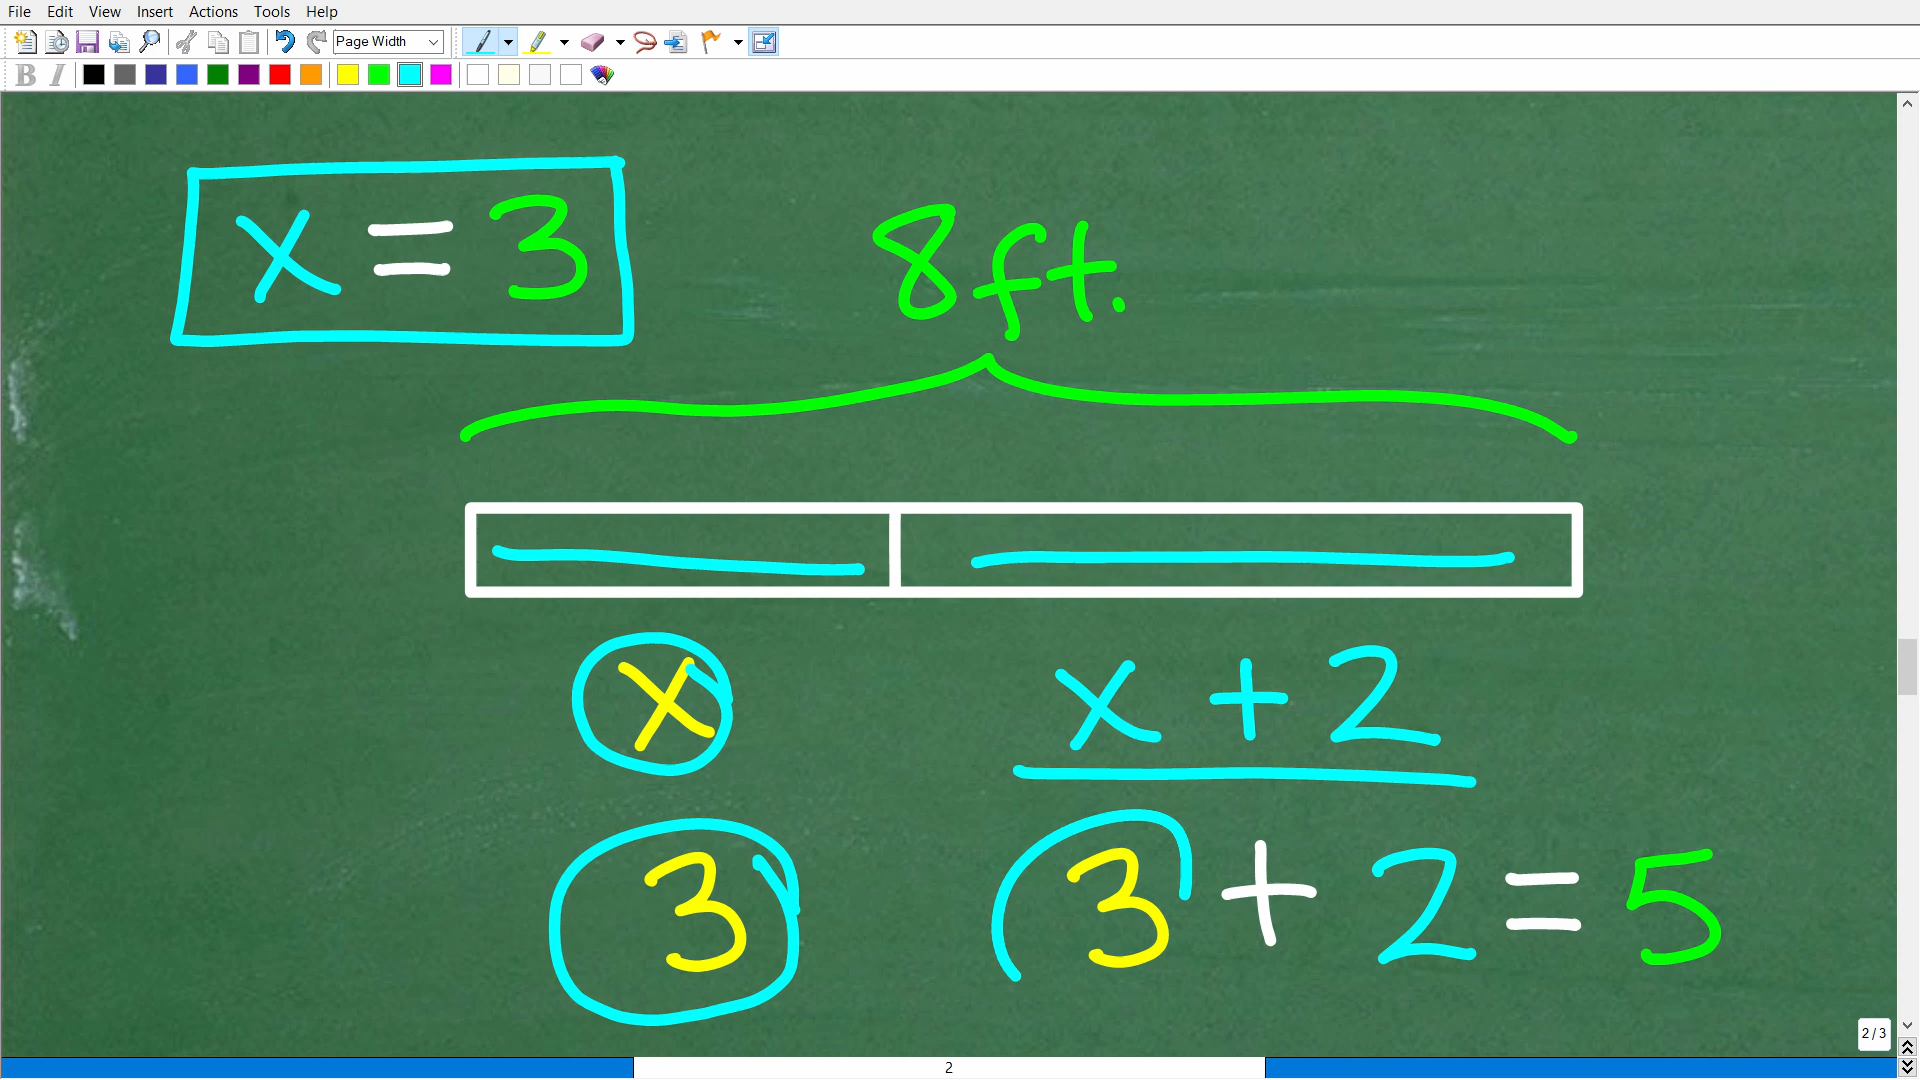 File Edit View Insert Actions Tools Help
Page Width
B I
x = 3
8ft.
x
x + 2
3
3 + 2 = 5
2 / 3
2